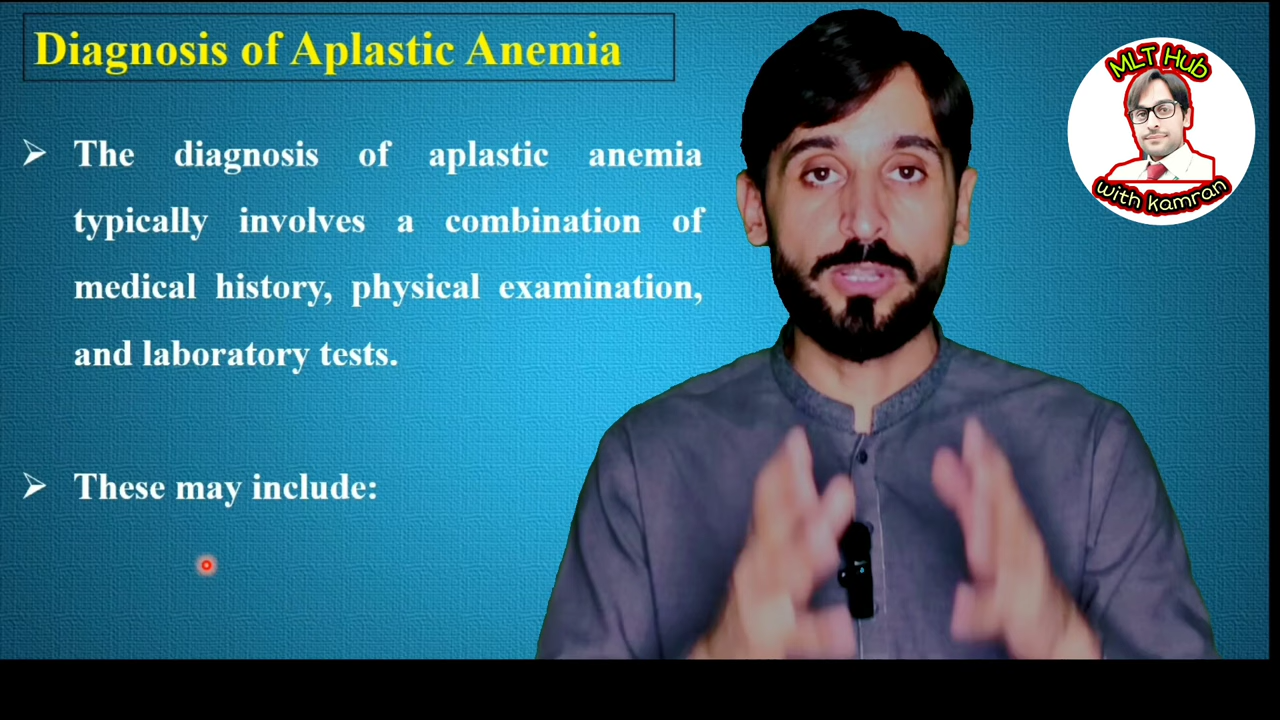 Diagnosis of Aplastic Anemia
The diagnosis of aplastic anemia
typically involves a combination of
medical history, physical examination,
and laboratory tests.
These may include:
MLT Hub
with kamran